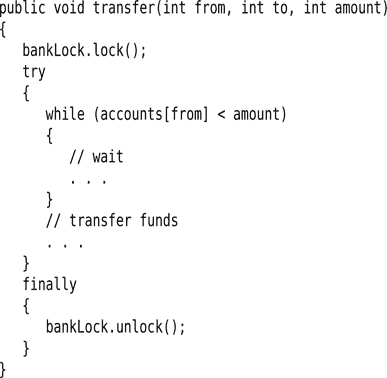 public void transfer(int from, int to, int amount)
{
   bankLock.lock();
   try
   {
      while (accounts[from] < amount)
      {
         // wait
         . . .
      }
      // transfer funds
      . . .
   }
   finally
   {
      bankLock.unlock();
   }
}